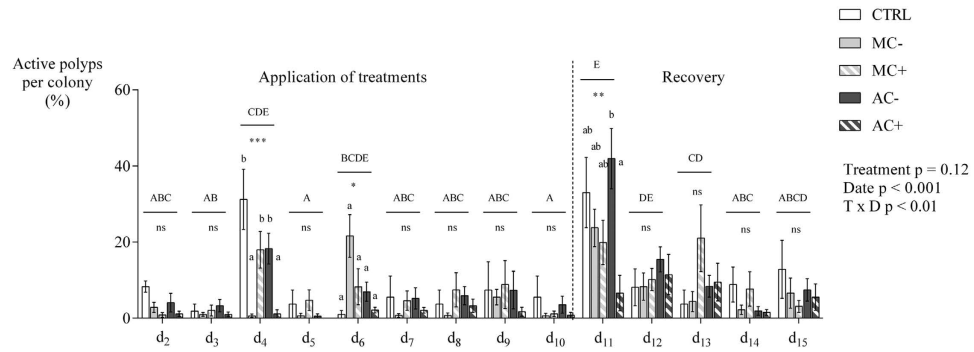 CTRL
MC-
MC+
AC-
AC+
Treatment p = 0.12
Date p < 0.001
T x D p < 0.01
Active polyps
per colony
(%)
Application of treatments
Recovery
60
40
20
0
ABC
ns
AB
ns
CDE
***
b
a
b
b
a
A
ns
BCDE
*
a
a
a
a
a
ABC
ns
ABC
ns
ABC
ns
A
ns
E
**
ab
ab
ab
b
a
DE
ns
CD
ns
ABC
ns
ABCD
ns
d2 d3 d4 d5 d6 d7 d8 d9 d10 d11 d12 d13 d14 d15